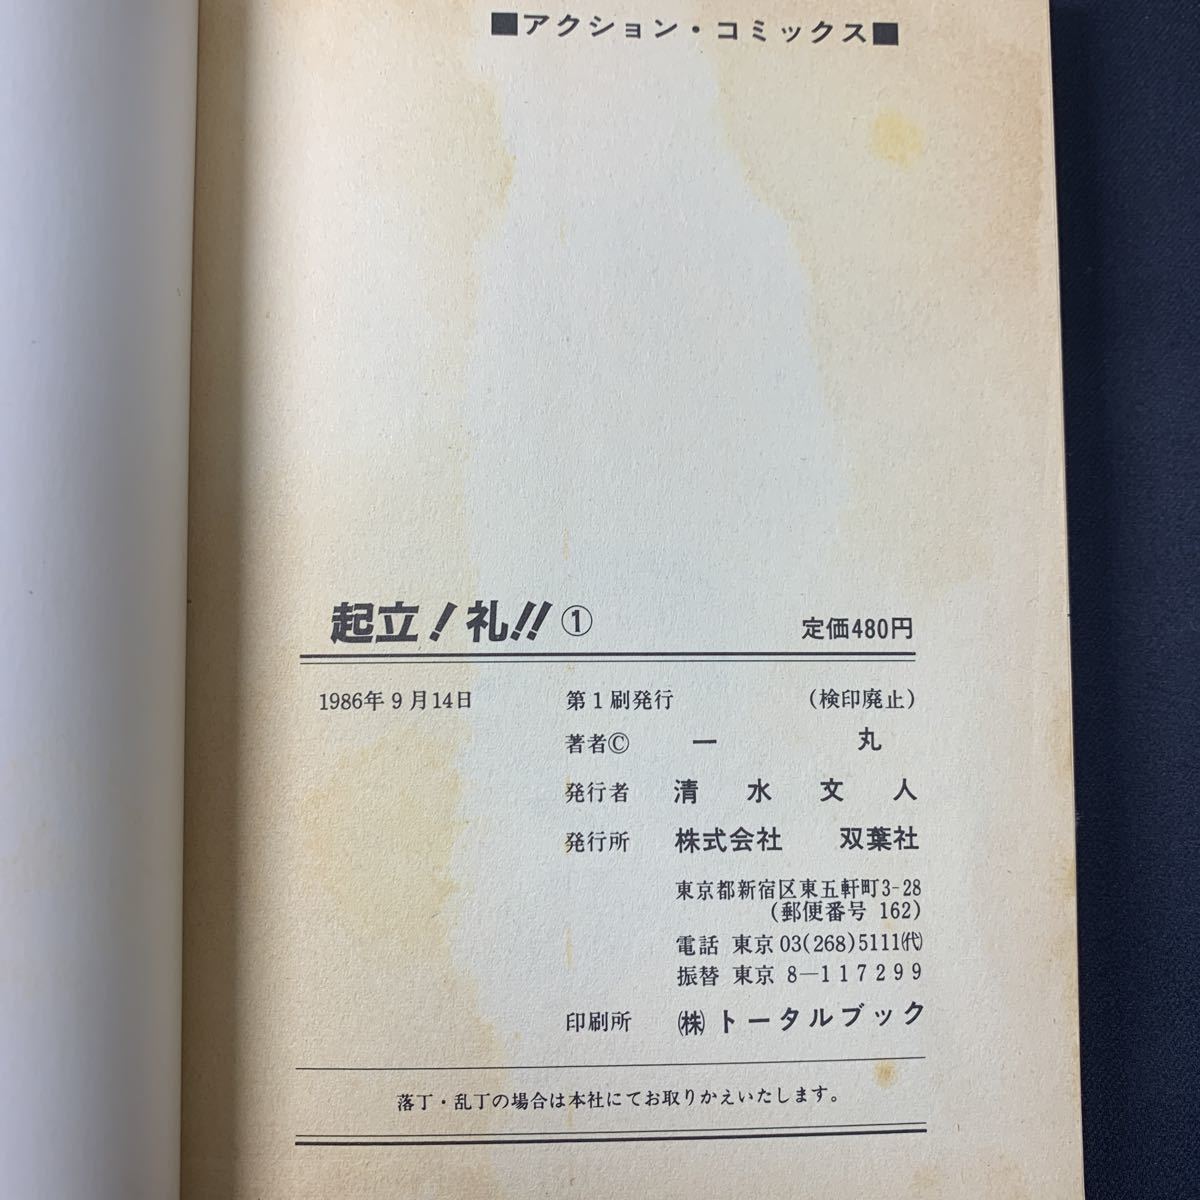 ■アクション・コミックス■
起立!礼!!① 定価480円
1986年9月14日 第1刷発行 (検印廃止)
著者© 一丸
発行者 清水文人
発行所 株式会社 双葉社
東京都新宿区東五軒町3-28
(郵便番号 162)
電話 東京03(268)5111㈹
振替 東京 8—117299
印刷所 ㈱トータルブック
落丁・乱丁の場合は本社にてお取りかえいたします。